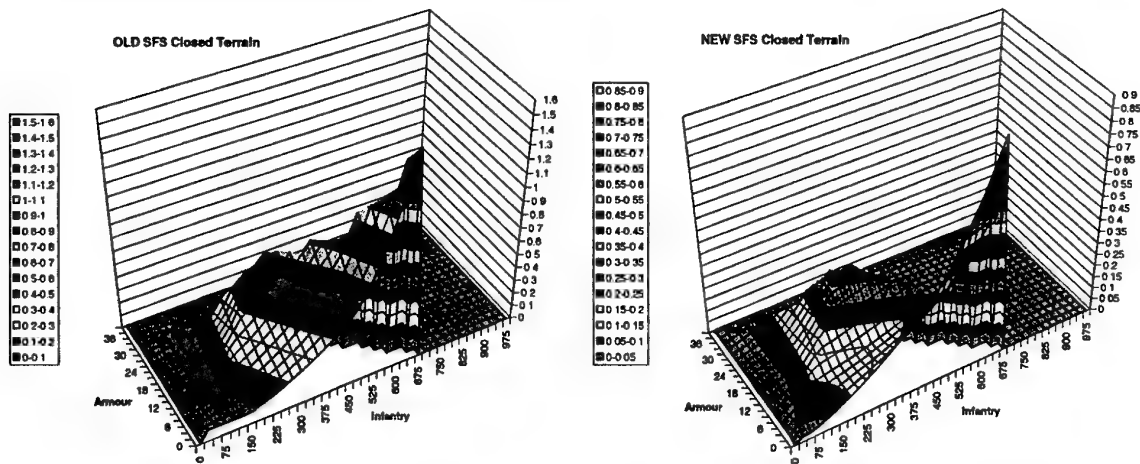 OLD SFS Closed Terrain
1.5-1 6
1.4-1.5
1.3-1 4
1.2-1 3
1.1-1 2
1-1 1
0 9-1
0 8-0 9
0 7-0 8
0 6-0 7
0 5-0 6
0 4-0 5
0 3-0 4
0 2-0 3
0 1-0 2
0-0 1
1.6
1.5
1.4
1.3
1.2
1.1
1
0.9
0.8
0.7
0.6
0.5
0 4
0 3
0 2
0 1
0
36
30
24
18
12
6
0
Armour
0
75
150
225
300
375
450
525
600
675
750
825
900
975
Infantry
NEW SFS Closed Terrain
0 85-0 9
0 8-0 85
0 75-0 8
0 7-0 75
0 65-0 7
0 6-0 65
0 55-0 6
0 5-0 55
0 45-0 5
0 4-0 45
0 35-0 4
0 3-0 35
0 25-0 3
0 2-0 25
0 15-0 2
0 1-0 15
0 05-0 1
0-0 05
0 9
0 85
0 8
0 75
0 7
0 65
0 6
0 55
0 5
0 45
0 4
0 35
0 3
0 25
0 2
0 15
0 1
0 05
0
36
30
24
18
12
6
0
Armour
0
75
150
225
300
375
450
525
600
675
750
825
900
975
Infantry